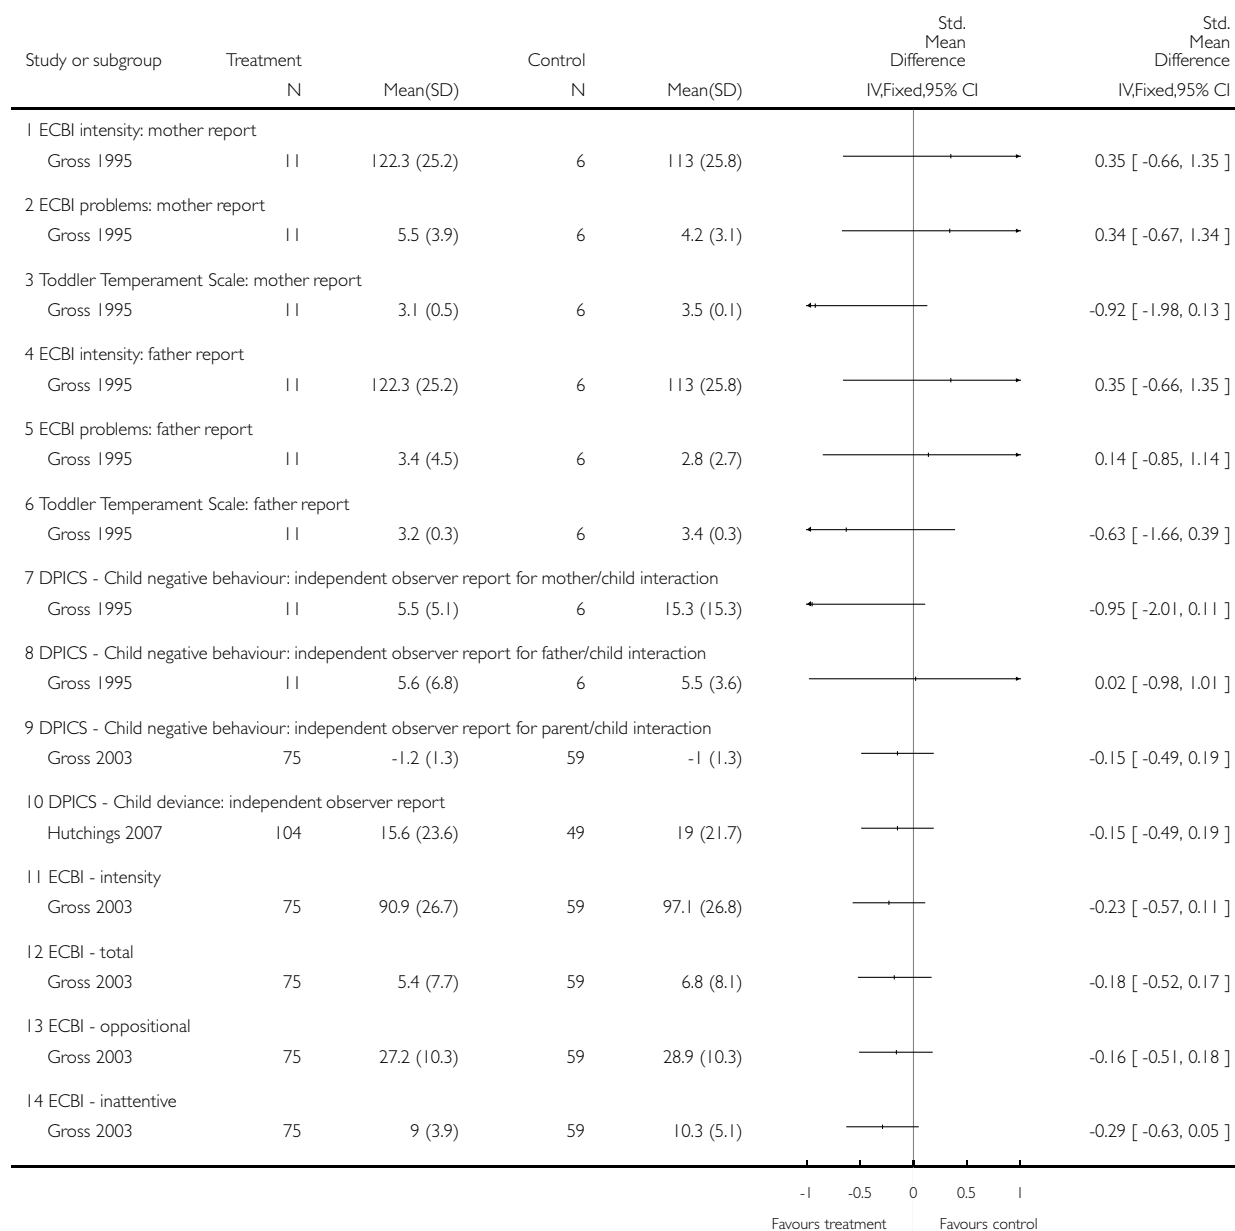 Study or subgroup Treatment Control Std. Mean Difference Std. Mean Difference
N Mean(SD) N Mean(SD) IV,Fixed,95% CI IV,Fixed,95% CI
1 ECBI intensity: mother report
Gross 1995 11 122.3 (25.2) 6 113 (25.8) 0.35 [ -0.66, 1.35 ]
2 ECBI problems: mother report
Gross 1995 11 5.5 (3.9) 6 4.2 (3.1) 0.34 [ -0.67, 1.34 ]
3 Toddler Temperament Scale: mother report
Gross 1995 11 3.1 (0.5) 6 3.5 (0.1) -0.92 [ -1.98, 0.13 ]
4 ECBI intensity: father report
Gross 1995 11 122.3 (25.2) 6 113 (25.8) 0.35 [ -0.66, 1.35 ]
5 ECBI problems: father report
Gross 1995 11 3.4 (4.5) 6 2.8 (2.7) 0.14 [ -0.85, 1.14 ]
6 Toddler Temperament Scale: father report
Gross 1995 11 3.2 (0.3) 6 3.4 (0.3) -0.63 [ -1.66, 0.39 ]
7 DPICS - Child negative behaviour: independent observer report for mother/child interaction
Gross 1995 11 5.5 (5.1) 6 15.3 (15.3) -0.95 [ -2.01, 0.11 ]
8 DPICS - Child negative behaviour: independent observer report for father/child interaction
Gross 1995 11 5.6 (6.8) 6 5.5 (3.6) 0.02 [ -0.98, 1.01 ]
9 DPICS - Child negative behaviour: independent observer report for parent/child interaction
Gross 2003 75 -1.2 (1.3) 59 -1 (1.3) -0.15 [ -0.49, 0.19 ]
10 DPICS - Child deviance: independent observer report
Hutchings 2007 104 15.6 (23.6) 49 19 (21.7) -0.15 [ -0.49, 0.19 ]
11 ECBI - intensity
Gross 2003 75 90.9 (26.7) 59 97.1 (26.8) -0.23 [ -0.57, 0.11 ]
12 ECBI - total
Gross 2003 75 5.4 (7.7) 59 6.8 (8.1) -0.18 [ -0.52, 0.17 ]
13 ECBI - oppositional
Gross 2003 75 27.2 (10.3) 59 28.9 (10.3) -0.16 [ -0.51, 0.18 ]
14 ECBI - inattentive
Gross 2003 75 9 (3.9) 59 10.3 (5.1) -0.29 [ -0.63, 0.05 ]
-1 -0.5 0 0.5 1
Favours treatment Favours control